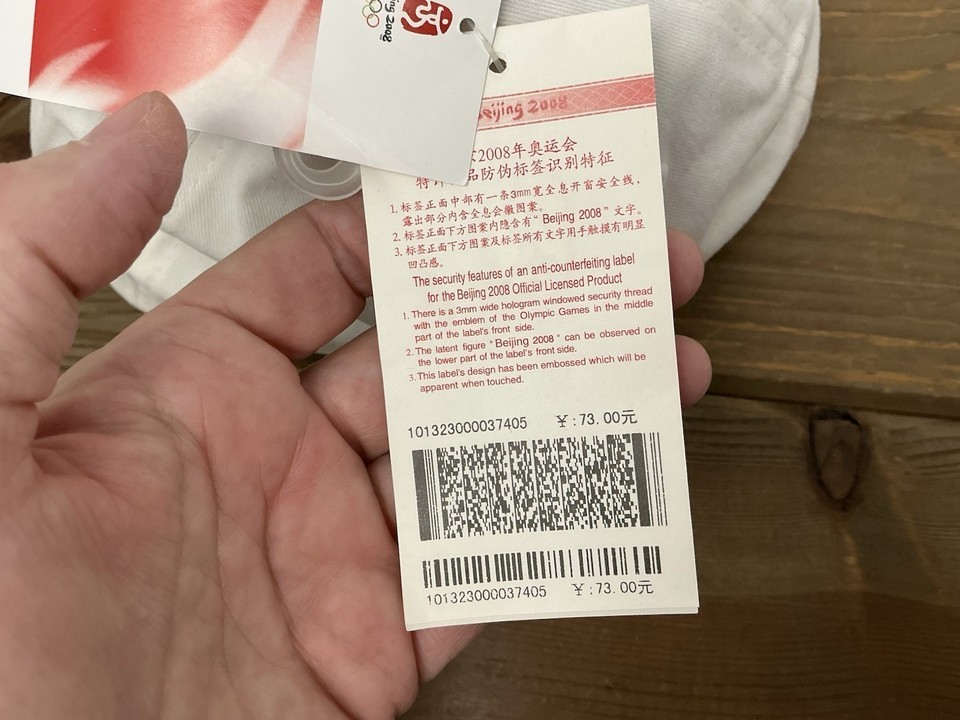 2008
Beijing 2008
2008年奥运会
品防伪标签识别特征
1. 标签正面中部有一条3mm宽全息开窗安全线，
露出部分内含全息会徽图案。
2. 标签正面下方图案内隐含有“Beijing 2008”文字。
3. 标签正面下方图案及标签所有文字用手触摸有明显
凹凸感。
The security features of an anti-counterfeiting label
for the Beijing 2008 Official Licensed Product
1. There is a 3mm wide hologram windowed security thread
with the emblem of the Olympic Games in the middle
part of the label's front side.
2. The latent figure "Beijing 2008" can be observed on
the lower part of the label's front side.
3. This label's design has been embossed which will be
apparent when touched.
101323000037405 ￥:73.00元
101323000037405 ￥:73.00元